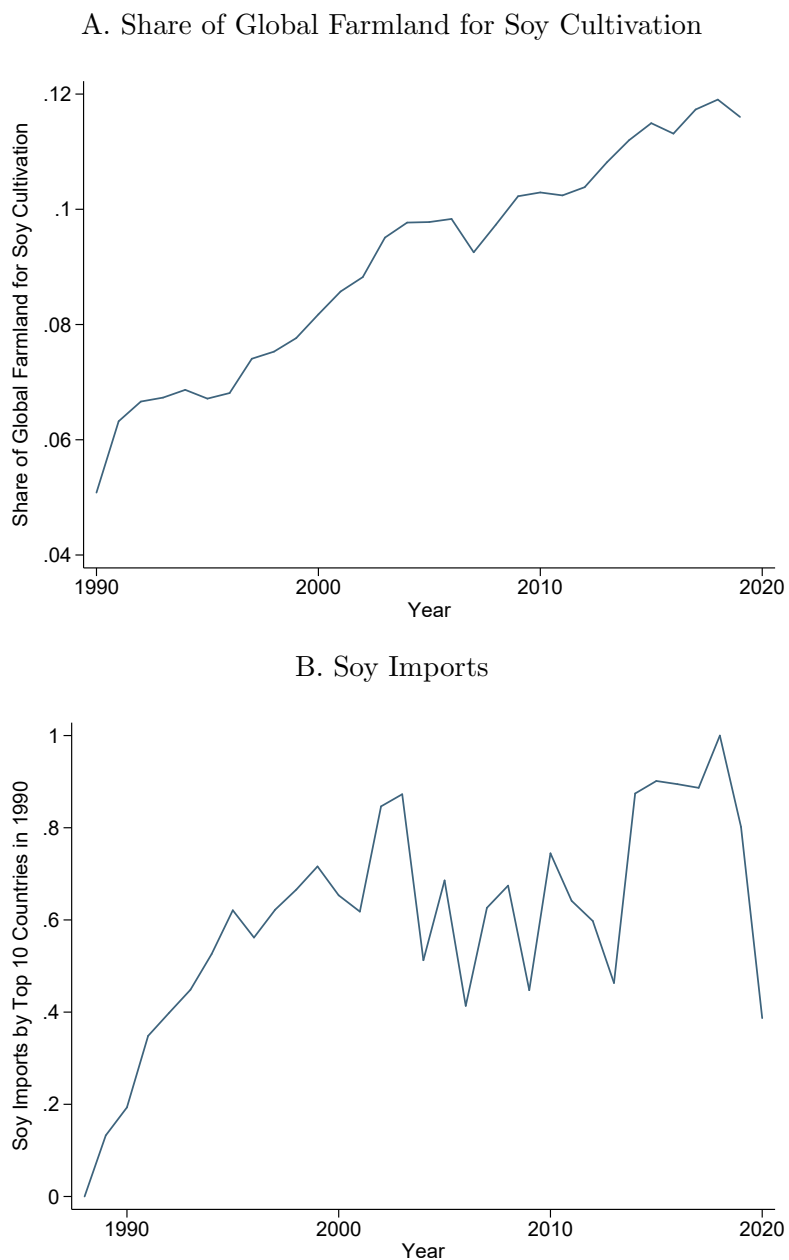 A. Share of Global Farmland for Soy Cultivation
Share of Global Farmland for Soy Cultivation
.12
.1
.08
.06
.04
1990 2000 2010 2020
Year
B. Soy Imports
Soy Imports by Top 10 Countries in 1990
1
.8
.6
.4
.2
0
1990 2000 2010 2020
Year